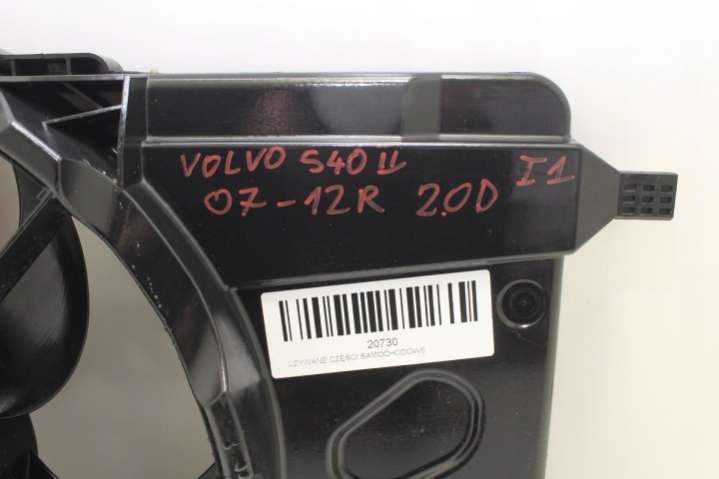 VOLVO S40 II I1
07-12R 2.0D
20730
UŻYWANE CZĘŚCI SAMOCHODOWE